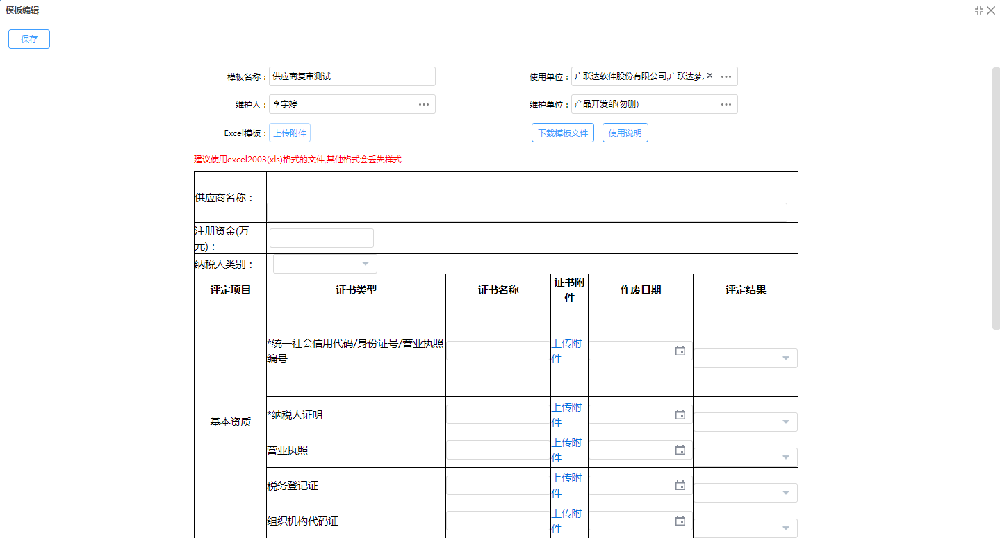 模板编辑
保存
模板名称：
供应商复审测试
使用单位：
广联达软件股份有限公司,广联达梦
维护人：
李宇婷
维护单位：
产品开发部(勿删)
Excel模板：
上传附件
下载模板文件
使用说明
建议使用excel2003(xls)格式的文件,其他格式会丢失样式
供应商名称：
注册资金(万
元)：
纳税人类别：
评定项目
证书类型
证书名称
证书附
件
作废日期
评定结果
基本资质
*统一社会信用代码/身份证号/营业执照
编号
上传附
件
*纳税人证明
上传附
件
营业执照
上传附
件
税务登记证
上传附
件
组织机构代码证
上传附
件